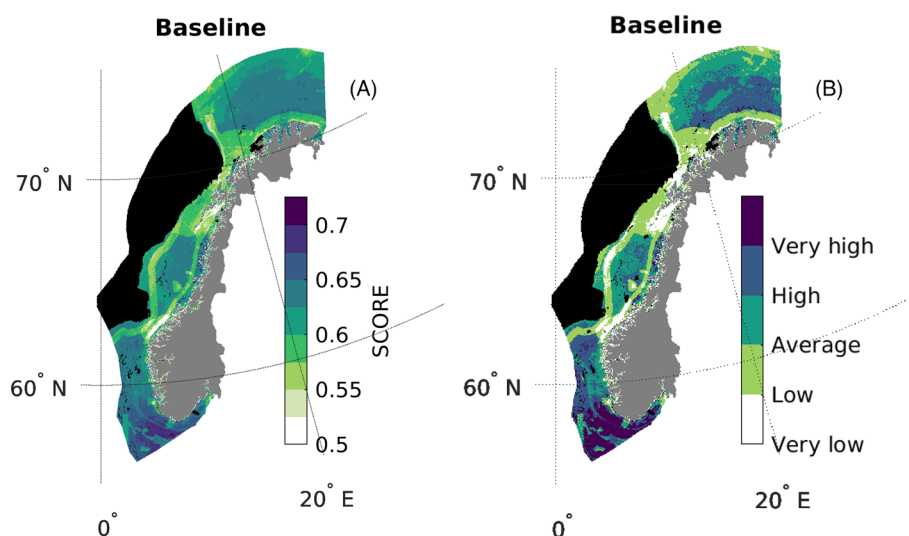 Baseline
(A)
70° N
0.7
0.65
0.6
0.55
0.5
SCORE
60° N
20° E
0°
Baseline
(B)
70° N
Very high
High
Average
Low
Very low
60° N
20° E
0°